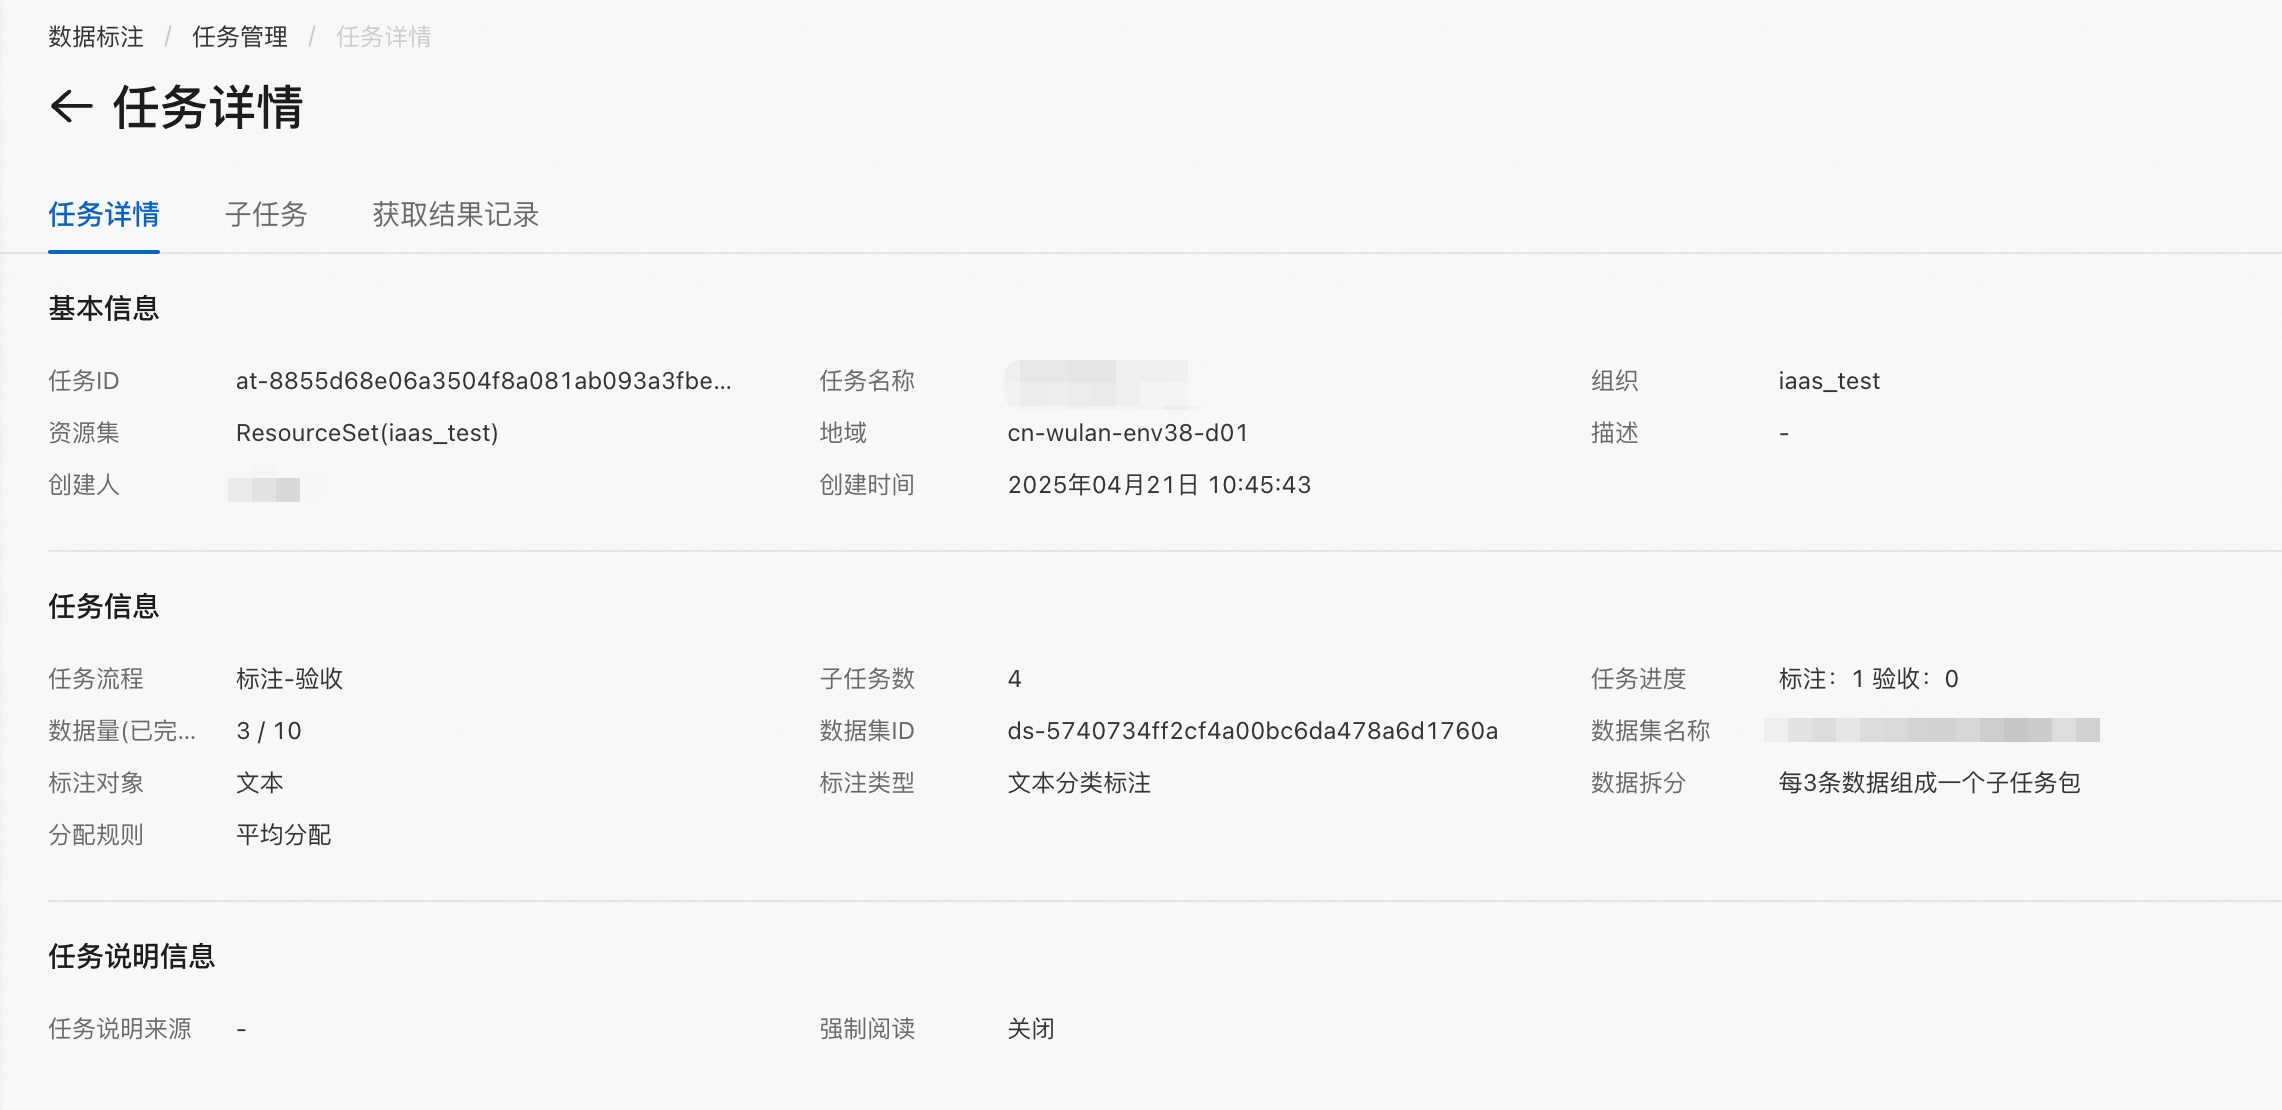 数据标注 / 任务管理 / 任务详情
← 任务详情
任务详情 子任务 获取结果记录
基本信息
任务ID at-8855d68e06a3504f8a081ab093a3fbe... 任务名称 组织 iaas_test
资源集 ResourceSet(iaas_test) 地域 cn-wulan-env38-d01 描述 -
创建人 创建时间 2025年04月21日 10:45:43
任务信息
任务流程 标注-验收 子任务数 4 任务进度 标注：1 验收：0
数据量(已完... 3 / 10 数据集ID ds-5740734ff2cf4a00bc6da478a6d1760a 数据集名称
标注对象 文本 标注类型 文本分类标注 数据拆分 每3条数据组成一个子任务包
分配规则 平均分配
任务说明信息
任务说明来源 - 强制阅读 关闭